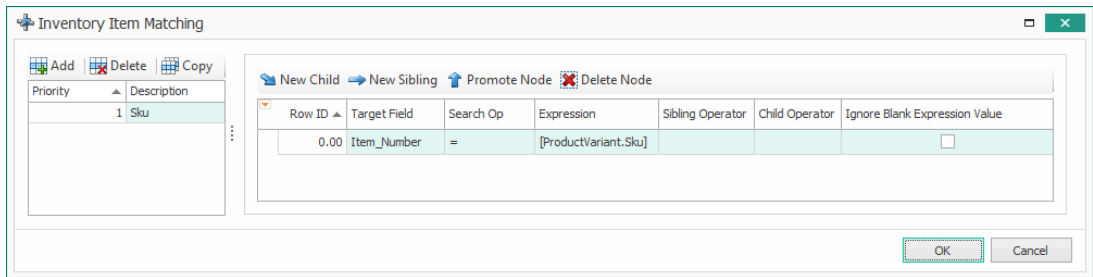 Inventory Item Matching
Add Delete Copy
Priority Description
1 Sku
New Child New Sibling Promote Node Delete Node
Row ID Target Field Search Op Expression Sibling Operator Child Operator Ignore Blank Expression Value
0.00 Item_Number = [ProductVariant.Sku]
OK Cancel